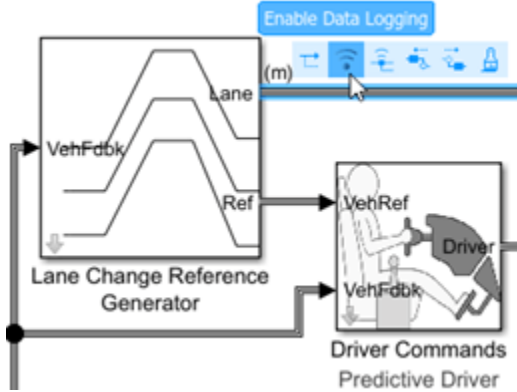 Enable Data Logging
(m)
Lane
VehFdbk
Ref
Lane Change Reference
Generator
VehRef
Driver
VehFdbk
Driver Commands
Predictive Driver